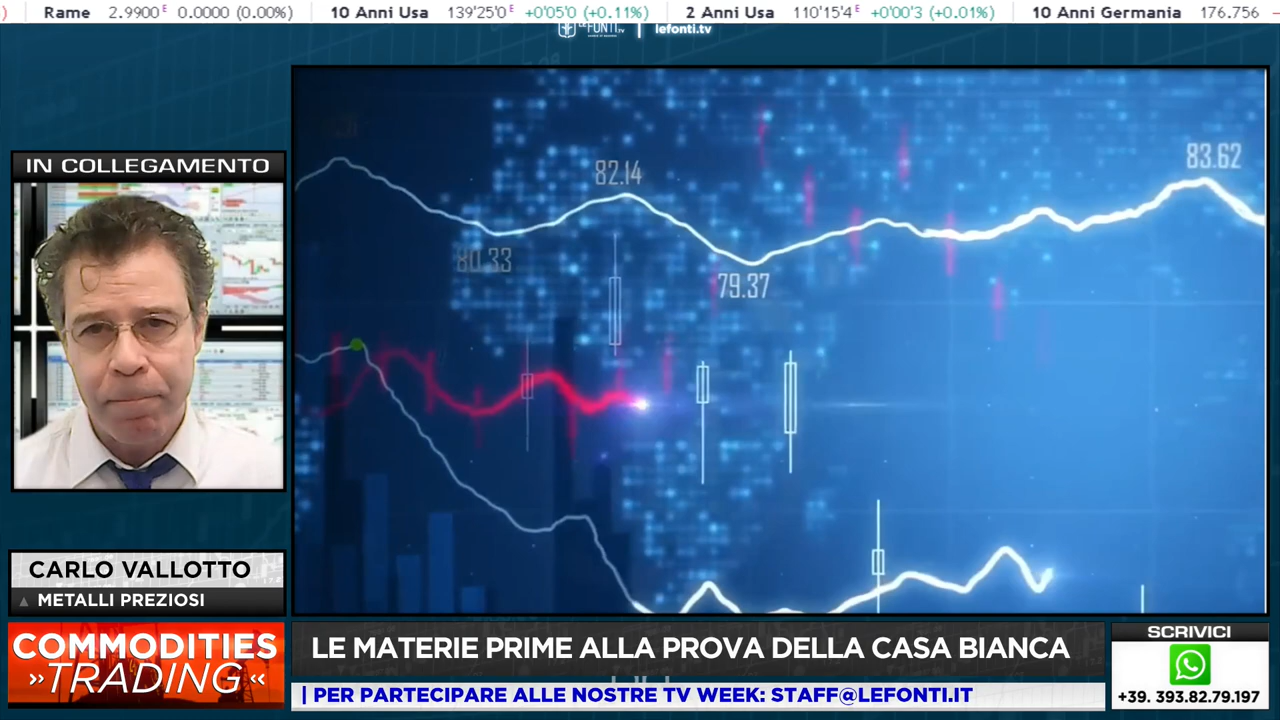 ) Rame 2.9900 E 0.0000 (0.00%) 10 Anni Usa 139'25'0 E +0'05'0 (+0.11%) 2 Anni Usa 110'15'4 E +0'00'3 (+0.01%) 10 Anni Germania 176.756
LE FONTI.TV | lefonti.tv
IN COLLEGAMENTO
82.14
83.62
80.33
79.37
CARLO VALLOTTO
▲ METALLI PREZIOSI
COMMODITIES
»TRADING«
LE MATERIE PRIME ALLA PROVA DELLA CASA BIANCA
| PER PARTECIPARE ALLE NOSTRE TV WEEK: STAFF@LEFONTI.IT
SCRIVICI
+39. 393.82.79.197